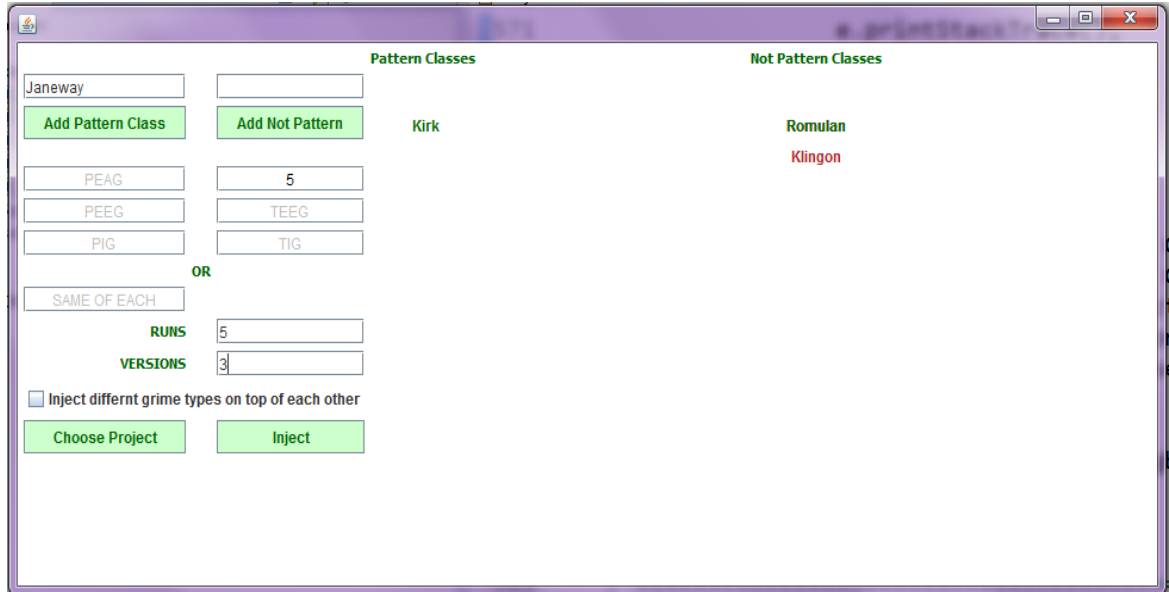 571 e.printStackTrace();
Pattern Classes Not Pattern Classes
Janeway
Add Pattern Class Add Not Pattern Kirk Romulan
Klingon
PEAG 5
PEEG TEEG
PIG TIG
OR
SAME OF EACH
RUNS 5
VERSIONS 3
Inject differnt grime types on top of each other
Choose Project Inject